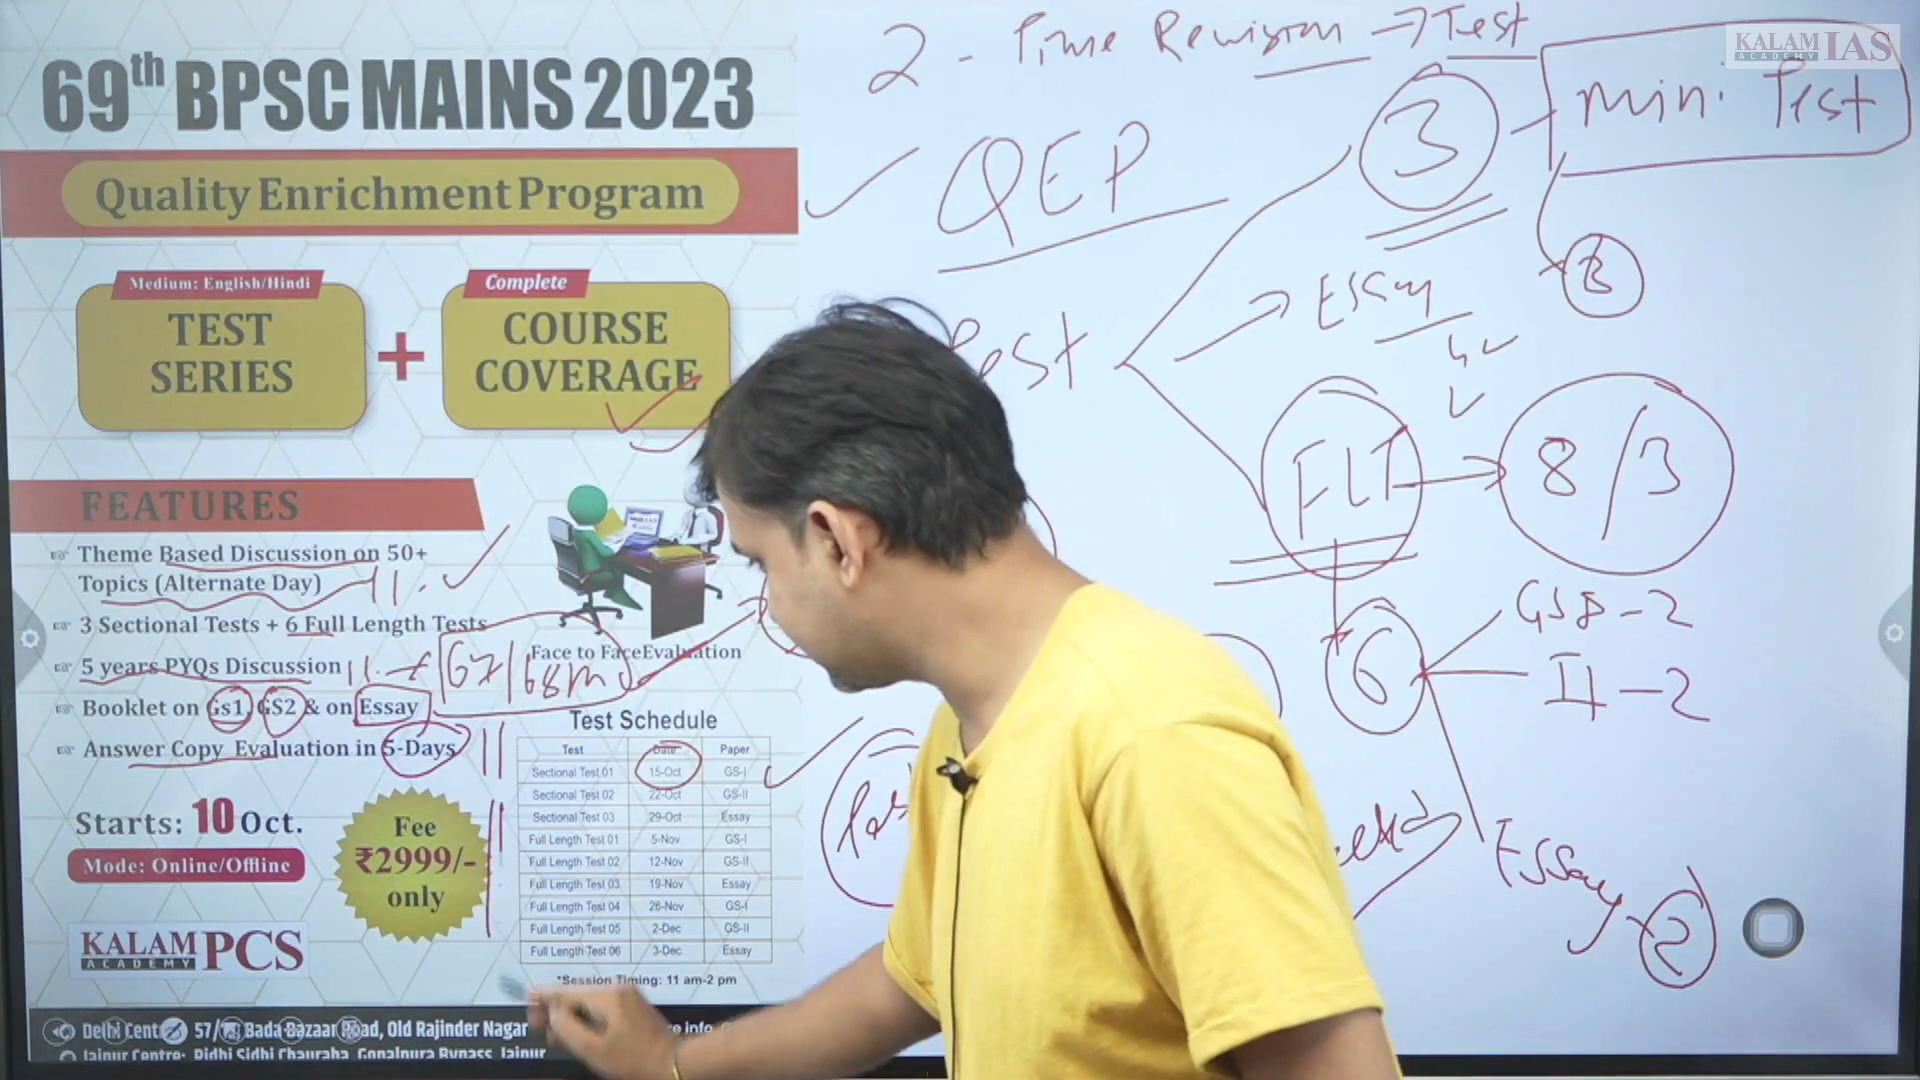 69th BPSC MAINS 2023
Quality Enrichment Program
Medium: English/Hindi
TEST
SERIES
+
Complete
COURSE
COVERAGE
FEATURES
Theme Based Discussion on 50+
Topics (Alternate Day)
3 Sectional Tests + 6 Full Length Tests
5 years PYQs Discussion
Booklet on Gs1, GS2 & on Essay
Answer Copy Evaluation in 5-Days
67/68
Face to FaceEvaluation
Starts: 10 Oct.
Mode: Online/Offline
Fee
₹2999/-
only
KALAM PCS
ACADEMY
Test Schedule
Test Date Paper
Sectional Test 01 15-Oct GS-I
Sectional Test 02 22-Oct GS-II
Sectional Test 03 29-Oct Essay
Full Length Test 01 5-Nov GS-I
Full Length Test 02 12-Nov GS-II
Full Length Test 03 19-Nov Essay
Full Length Test 04 26-Nov GS-I
Full Length Test 05 2-Dec GS-II
Full Length Test 06 3-Dec Essay
*Session Timing: 11 am-2 pm
Delhi Cent 57/ Bada Bazaar Road, Old Rajinder Nagar
Jaipur Centre: Ridhi Sidhi Chauraha, Gopalpura Bypass, Jaipur
re info
2 - Time Revision → Test
KALAM IAS
ACADEMY
3 - Mini Test
QEP
3
Essay
Test
FLT → 8/3
6
GS - 2
II - 2
Essay - 2